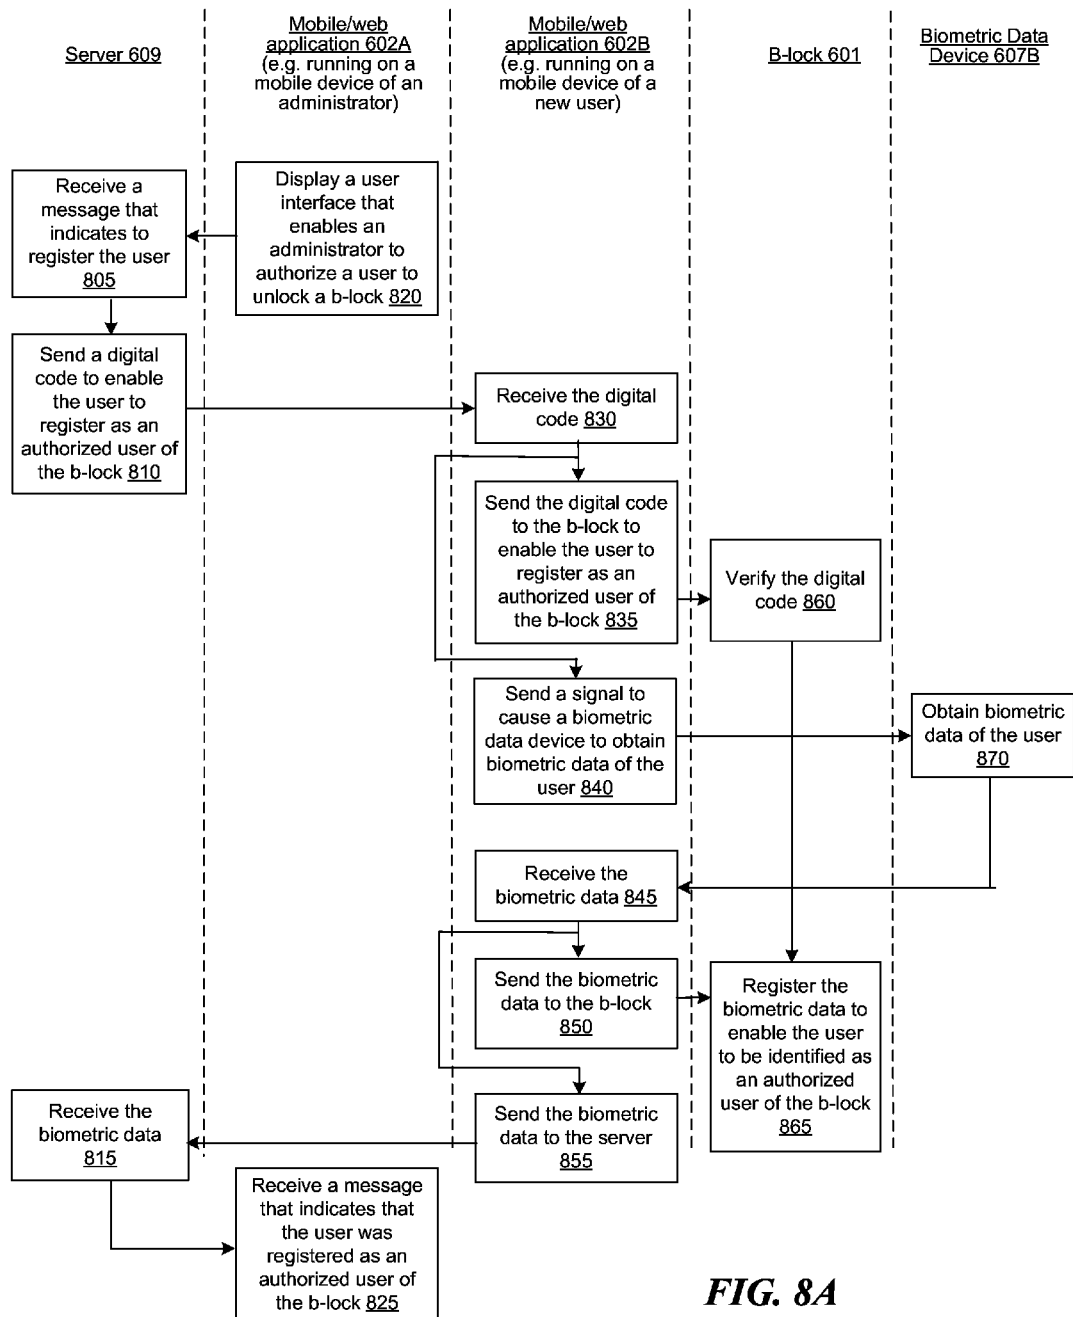 Server 609
Mobile/web
application 602A
(e.g. running on a
mobile device of an
administrator)
Mobile/web
application 602B
(e.g. running on a
mobile device of a
new user)
B-lock 601
Biometric Data
Device 607B
Receive a
message that
indicates to
register the user
805
Display a user
interface that
enables an
administrator to
authorize a user to
unlock a b-lock 820
Send a digital
code to enable
the user to
register as an
authorized user of
the b-lock 810
Receive the digital
code 830
Send the digital code
to the b-lock to
enable the user to
register as an
authorized user of
the b-lock 835
Verify the digital
code 860
Send a signal to
cause a biometric
data device to obtain
biometric data of the
user 840
Obtain biometric
data of the user
870
Receive the
biometric data 845
Send the biometric
data to the b-lock
850
Register the
biometric data to
enable the user
to be identified as
an authorized
user of the b-lock
865
Receive the
biometric data
815
Send the biometric
data to the server
855
Receive a message
that indicates that
the user was
registered as an
authorized user of
the b-lock 825
FIG. 8A